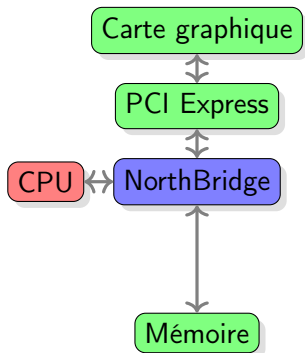 Carte graphique
PCI Express
CPU
NorthBridge
Mémoire